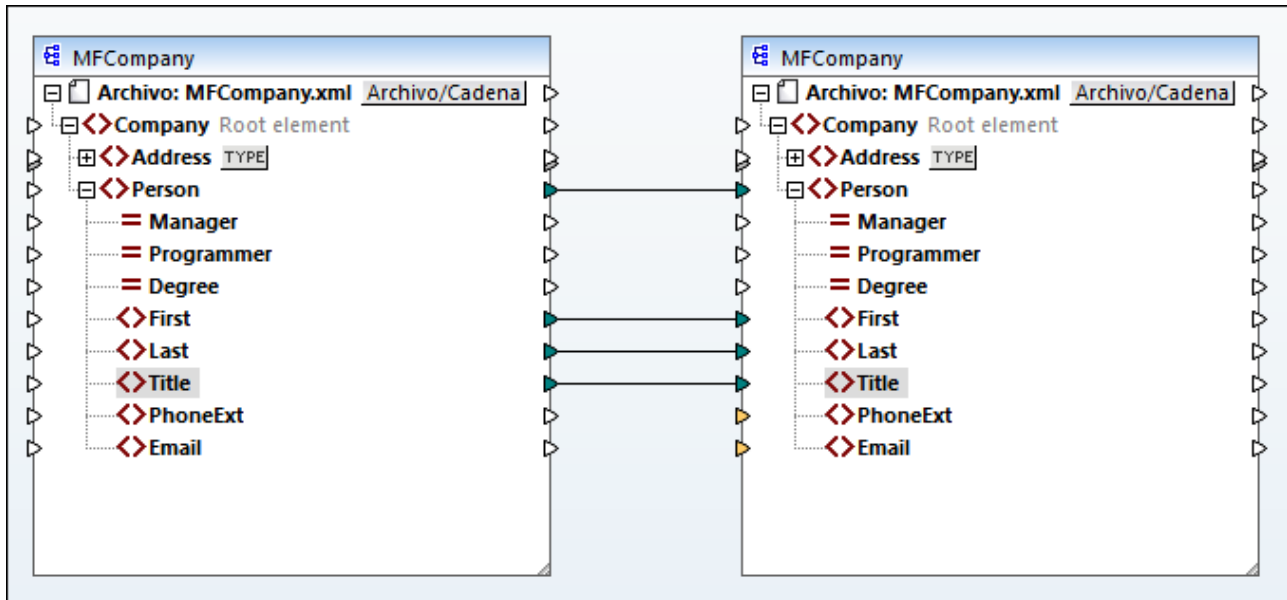 MFCompany
Archivo: MFCompany.xml Archivo/Cadena
Company Root element
Address TYPE
Person
Manager
Programmer
Degree
First
Last
Title
PhoneExt
Email
MFCompany
Archivo: MFCompany.xml Archivo/Cadena
Company Root element
Address TYPE
Person
Manager
Programmer
Degree
First
Last
Title
PhoneExt
Email